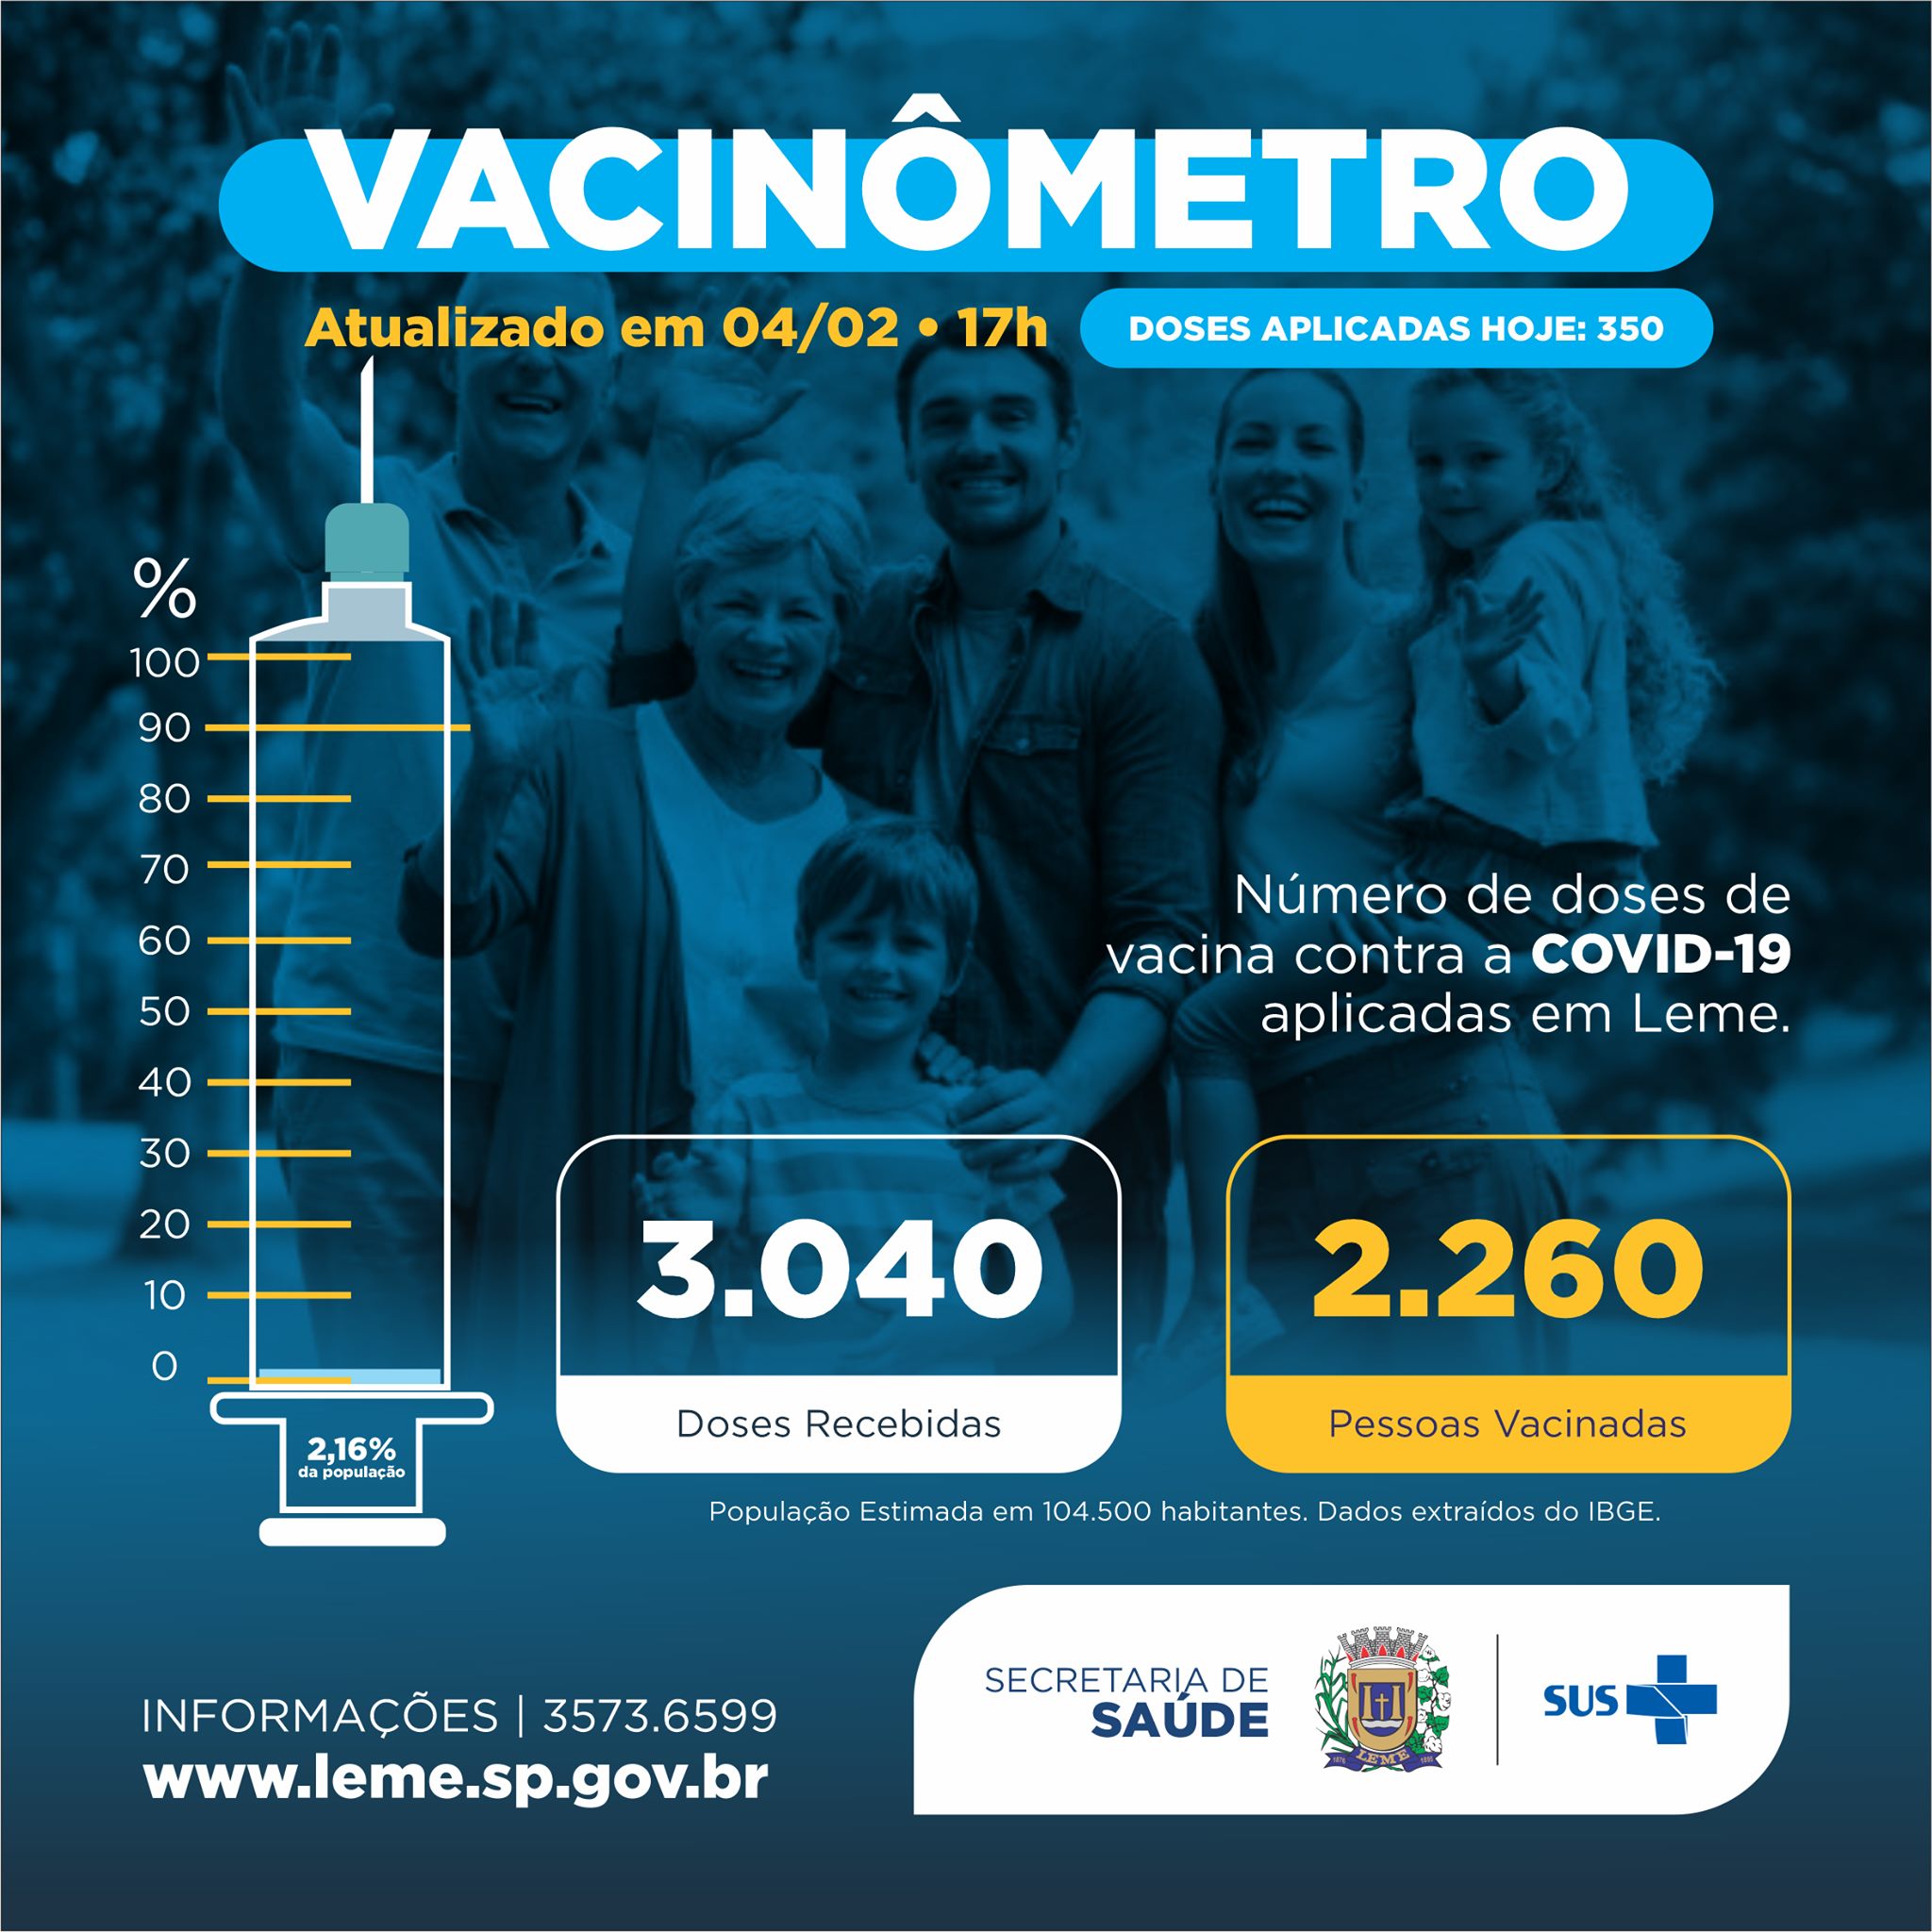 VACINÔMETRO
Atualizado em 04/02 • 17h
DOSES APLICADAS HOJE: 350
%
100
90
80
70
60
50
40
30
20
10
0
2,16%
da população
Número de doses de
vacina contra a COVID-19
aplicadas em Leme.
3.040
Doses Recebidas
2.260
Pessoas Vacinadas
População Estimada em 104.500 habitantes. Dados extraídos do IBGE.
INFORMAÇÕES | 3573.6599
www.leme.sp.gov.br
SECRETARIA DE
SAÚDE
LEME
SUS